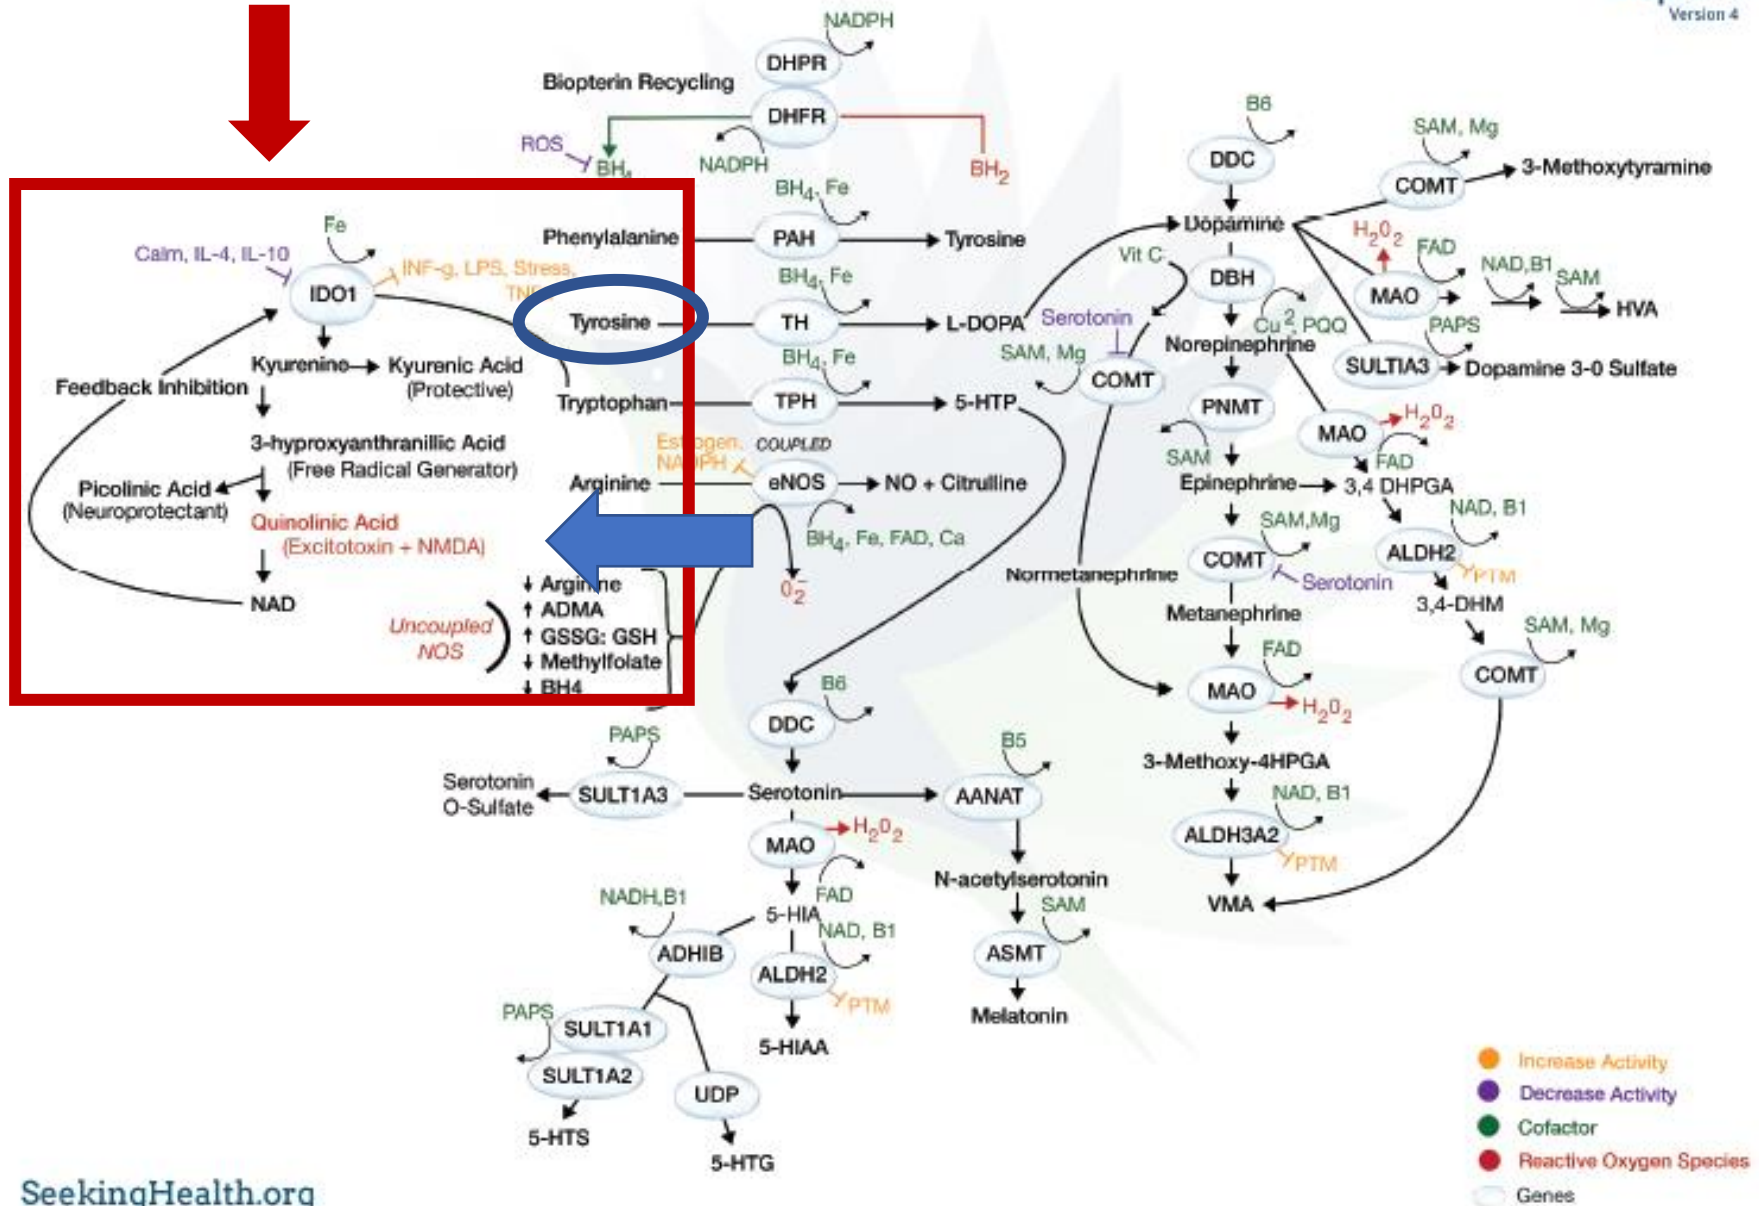 Version 4
NADPH
DHPR
Biopterin Recycling
DHFR
ROS
BH4
NADPH
BH2
BH4, Fe
Phenylalanine
PAH
Tyrosine
Fe
Calm, IL-4, IL-10
INF-g, LPS, Stress,
IDO1
BH4, Fe
Tyrosine
TH
L-DOPA
Kyurenine
Kyurenic Acid
(Protective)
Feedback Inhibition
BH4, Fe
Tryptophan
TPH
5-HTP
3-hyproxyanthranillic Acid
(Free Radical Generator)
Picolinic Acid
(Neuroprotectant)
Quinolinic Acid
(Excitotoxin + NMDA)
NAD
Estrogen,
NADPH
COUPLED
Arginine
eNOS
NO + Citrulline
BH4, Fe, FAD, Ca
O2-
Uncoupled
NOS
Arginine
ADMA
GSSG: GSH
Methylfolate
BH4
B6
DDC
SAM, Mg
COMT
3-Methoxytyramine
Dopamine
H2O2
FAD
NAD,B1
SAM
MAO
HVA
Vit C
DBH
Cu 2, PQQ
PAPS
Serotonin
Norepinephrine
SULTIA3
Dopamine 3-0 Sulfate
SAM, Mg
COMT
PNMT
MAO
H2O2
FAD
SAM
Epinephrine
3,4 DHPGA
SAM,Mg
NAD, B1
COMT
ALDH2
Serotonin
PTM
Normetanephrine
Metanephrine
3,4-DHM
SAM, Mg
FAD
COMT
MAO
H2O2
3-Methoxy-4HPGA
NAD, B1
ALDH3A2
PTM
VMA
B6
DDC
PAPS
B5
Serotonin
O-Sulfate
SULT1A3
Serotonin
AANAT
MAO
H2O2
FAD
N-acetylserotonin
NADH,B1
5-HIA
NAD, B1
SAM
ADHIB
ALDH2
ASMT
PTM
PAPS
SULT1A1
Melatonin
5-HIAA
SULT1A2
UDP
5-HTS
5-HTG
Increase Activity
Decrease Activity
Cofactor
Reactive Oxygen Species
Genes
SeekingHealth.org